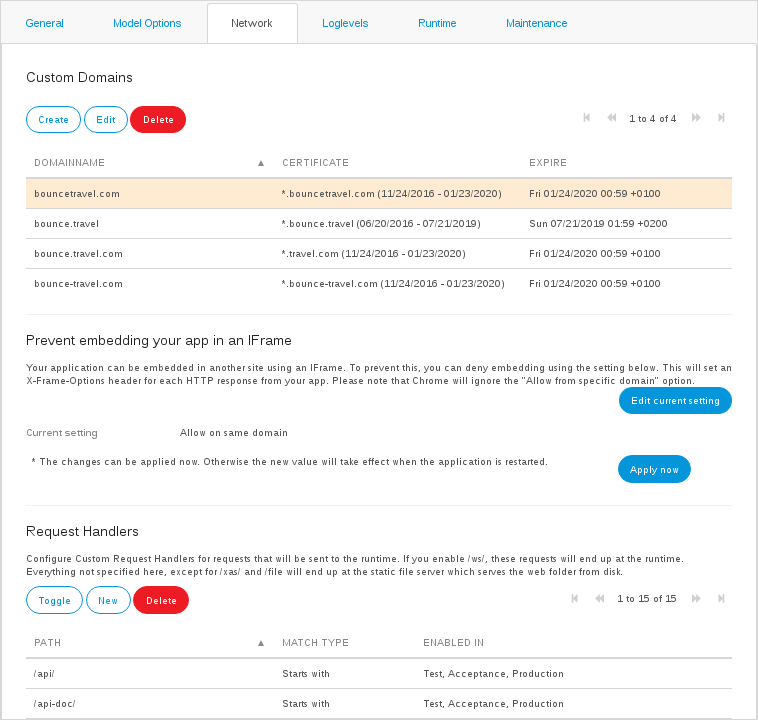 General Model Options Network Loglevels Runtime Maintenance
Custom Domains
Create Edit Delete 1 to 4 of 4
DOMAINNAME ▲ CERTIFICATE EXPIRE
bouncetravel.com *.bouncetravel.com (11/24/2016 - 01/23/2020) Fri 01/24/2020 00:59 +0100
bounce.travel *.bounce.travel (06/20/2016 - 07/21/2019) Sun 07/21/2019 01:59 +0200
bounce.travel.com *.travel.com (11/24/2016 - 01/23/2020) Fri 01/24/2020 00:59 +0100
bounce-travel.com *.bounce-travel.com (11/24/2016 - 01/23/2020) Fri 01/24/2020 00:59 +0100
Prevent embedding your app in an IFrame
Your application can be embedded in another site using an IFrame. To prevent this, you can deny embedding using the setting below. This will set an
X-Frame-Options header for each HTTP response from your app. Please note that Chrome will ignore the "Allow from specific domain" option.
Edit current setting
Current setting Allow on same domain
* The changes can be applied now. Otherwise the new value will take effect when the application is restarted.
Apply now
Request Handlers
Configure Custom Request Handlers for requests that will be sent to the runtime. If you enable /ws/, these requests will end up at the runtime.
Everything not specified here, except for /xas/ and /file will end up at the static file server which serves the web folder from disk.
Toggle New Delete 1 to 15 of 15
PATH ▲ MATCH TYPE ENABLED IN
/api/ Starts with Test, Acceptance, Production
/api-doc/ Starts with Test, Acceptance, Production